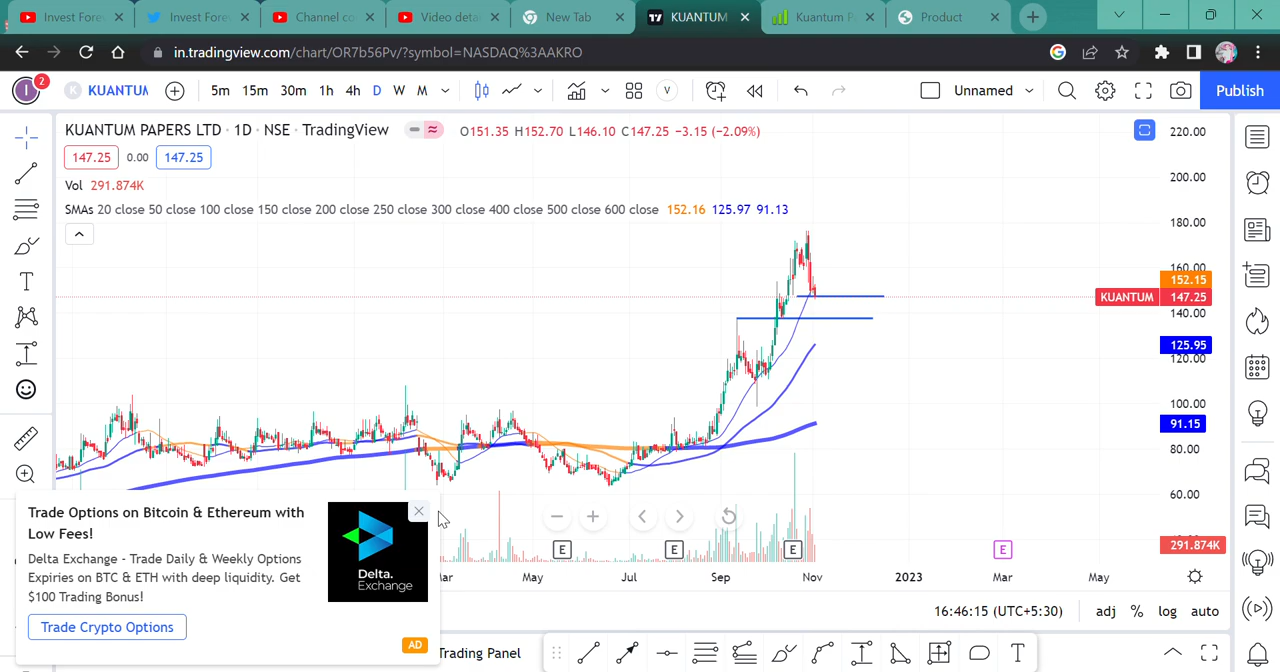 Invest Fore
Invest Fore
Channel co
Video detai
New Tab
KUANTUM
Kuantum P
Product
in.tradingview.com/chart/OR7b56Pv/?symbol=NASDAQ%3AAKRO
I 2
K KUANTUM
5m 15m 30m 1h 4h D W M
V
Unnamed
Publish
KUANTUM PAPERS LTD · 1D · NSE · TradingView
O151.35 H152.70 L146.10 C147.25 −3.15 (−2.09%)
147.25 0.00 147.25
Vol 291.874K
SMAs 20 close 50 close 100 close 150 close 200 close 250 close 300 close 400 close 500 close 600 close 152.16 125.97 91.13
220.00
200.00
180.00
160.00
152.15
KUANTUM 147.25
140.00
125.95
120.00
100.00
91.15
80.00
60.00
291.874K
E E E E
Mar May Jul Sep Nov 2023 Mar May
16:46:15 (UTC+5:30) adj % log auto
Trade Options on Bitcoin & Ethereum with
Low Fees!
Delta Exchange - Trade Daily & Weekly Options
Expiries on BTC & ETH with deep liquidity. Get
$100 Trading Bonus!
Delta.
Exchange
Trade Crypto Options
AD
Trading Panel